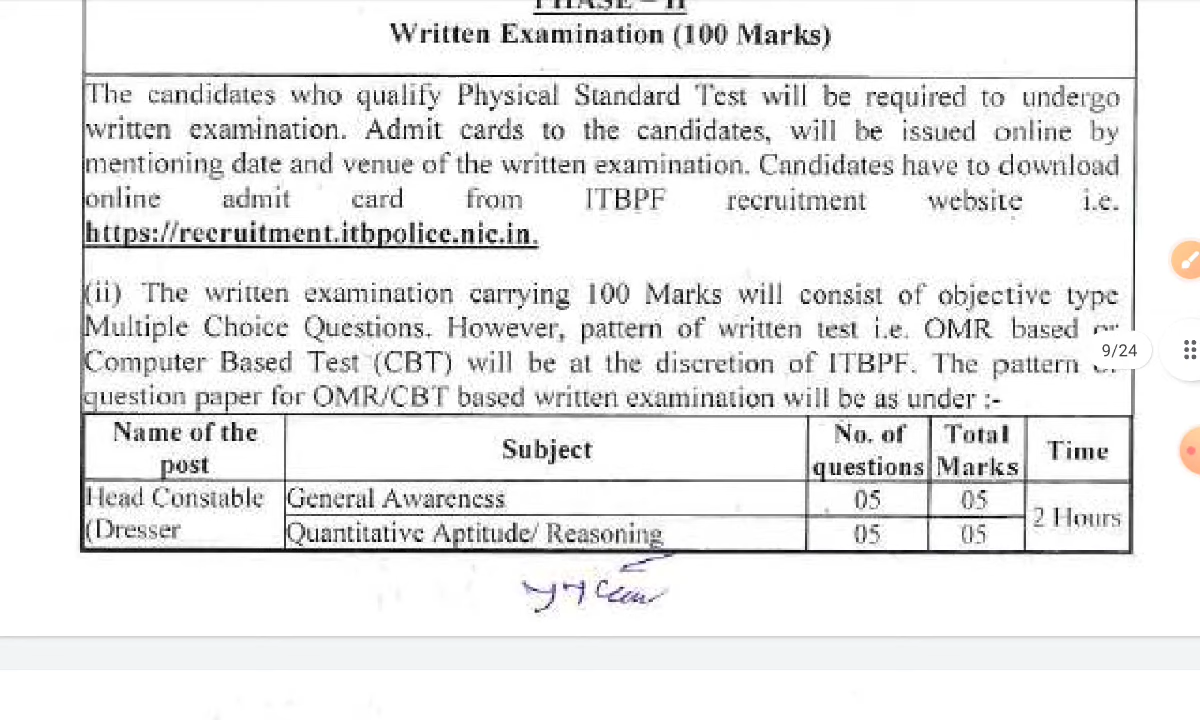 PHASE – II
Written Examination (100 Marks)
The candidates who qualify Physical Standard Test will be required to undergo
written examination. Admit cards to the candidates, will be issued online by
mentioning date and venue of the written examination. Candidates have to download
online admit card from ITBPF recruitment website i.e.
https://recruitment.itbpolice.nic.in.
(ii) The written examination carrying 100 Marks will consist of objective type
Multiple Choice Questions. However, pattern of written test i.e. OMR based or
9/24
Computer Based Test (CBT) will be at the discretion of ITBPF. The pattern of
question paper for OMR/CBT based written examination will be as under :-
Name of the post Subject No. of questions Total Marks Time
Head Constable (Dresser General Awareness 05 05 2 Hours
Quantitative Aptitude/ Reasoning 05 05